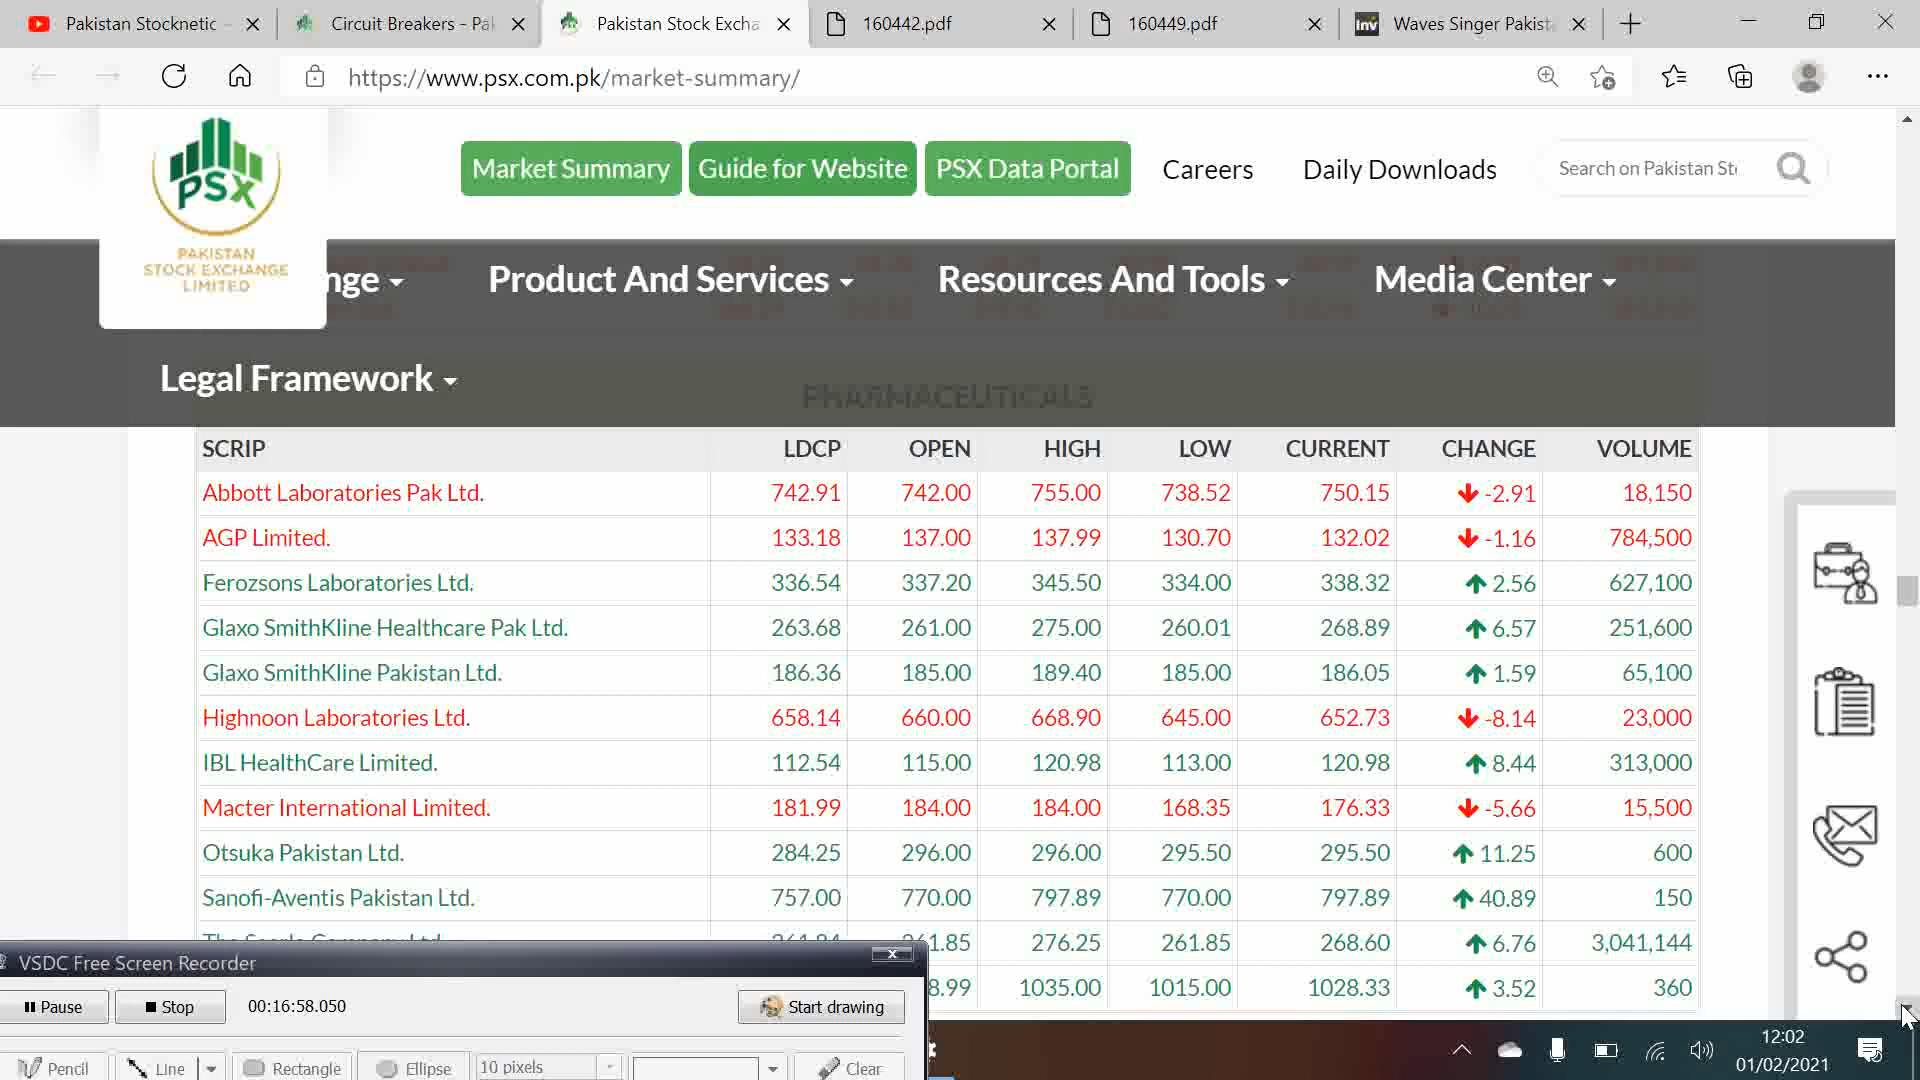 Pakistan Stocknetic
Circuit Breakers - Pak
Pakistan Stock Excha
160442.pdf
160449.pdf
Inv Waves Singer Pakist
https://www.psx.com.pk/market-summary/
PSX
PAKISTAN
STOCK EXCHANGE
LIMITED
Market Summary
Guide for Website
PSX Data Portal
Careers
Daily Downloads
Search on Pakistan Sto
nge
Product And Services
Resources And Tools
Media Center
Legal Framework
PHARMACEUTICALS
SCRIP LDCP OPEN HIGH LOW CURRENT CHANGE VOLUME
Abbott Laboratories Pak Ltd. 742.91 742.00 755.00 738.52 750.15 -2.91 18,150
AGP Limited. 133.18 137.00 137.99 130.70 132.02 -1.16 784,500
Ferozsons Laboratories Ltd. 336.54 337.20 345.50 334.00 338.32 2.56 627,100
Glaxo SmithKline Healthcare Pak Ltd. 263.68 261.00 275.00 260.01 268.89 6.57 251,600
Glaxo SmithKline Pakistan Ltd. 186.36 185.00 189.40 185.00 186.05 1.59 65,100
Highnoon Laboratories Ltd. 658.14 660.00 668.90 645.00 652.73 -8.14 23,000
IBL HealthCare Limited. 112.54 115.00 120.98 113.00 120.98 8.44 313,000
Macter International Limited. 181.99 184.00 184.00 168.35 176.33 -5.66 15,500
Otsuka Pakistan Ltd. 284.25 296.00 296.00 295.50 295.50 11.25 600
Sanofi-Aventis Pakistan Ltd. 757.00 770.00 797.89 770.00 797.89 40.89 150
The Searle Company Ltd. 261.84 261.85 276.25 261.85 268.60 6.76 3,041,144
8.99 1035.00 1015.00 1028.33 3.52 360
VSDC Free Screen Recorder
Pause
Stop
00:16:58.050
Start drawing
Pencil
Line
Rectangle
Ellipse
10 pixels
Clear
12:02
01/02/2021